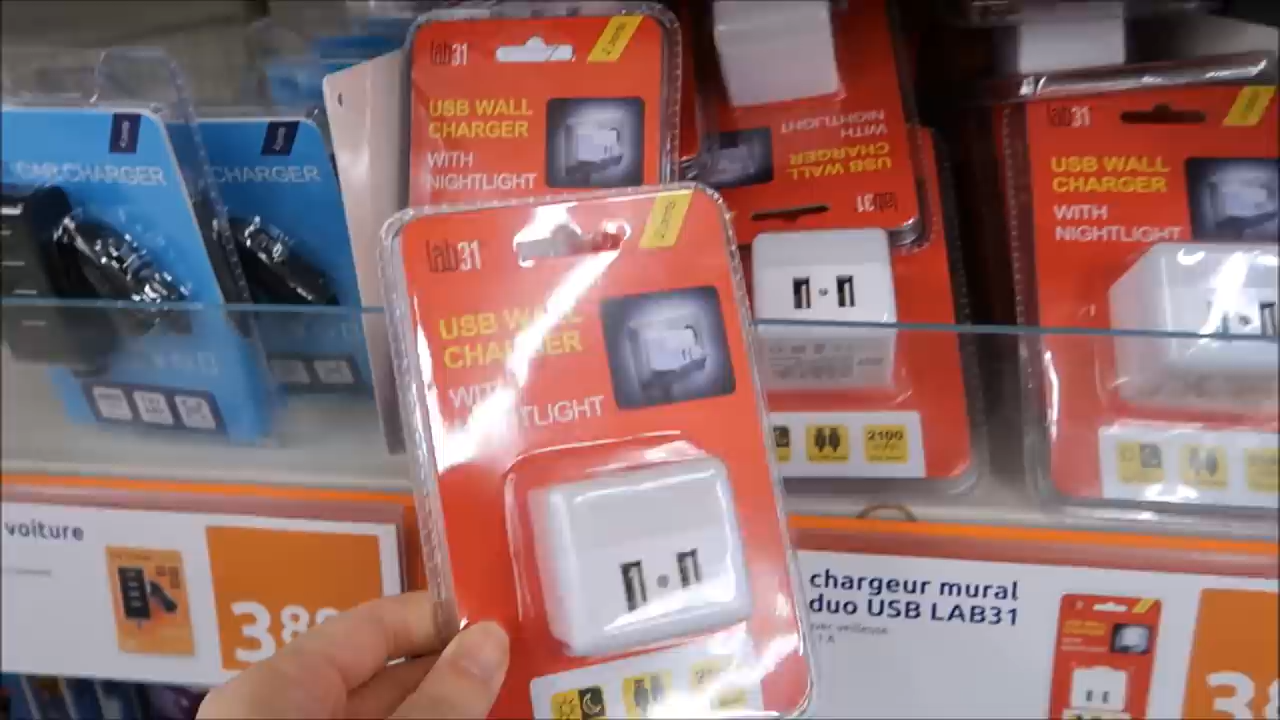 lab31
USB WALL
CHARGER
WITH
NIGHTLIGHT
CAR CHARGER
CHARGER
USB WALL
CHARGER
WITH
NIGHTLIGHT
lab31
lab31
USB WALL
CHARGER
WITH
NIGHTLIGHT
lab31
USB WALL
CHARGER
WITH
NIGHTLIGHT
2100
voiture
3
chargeur mural
duo USB LAB31
3